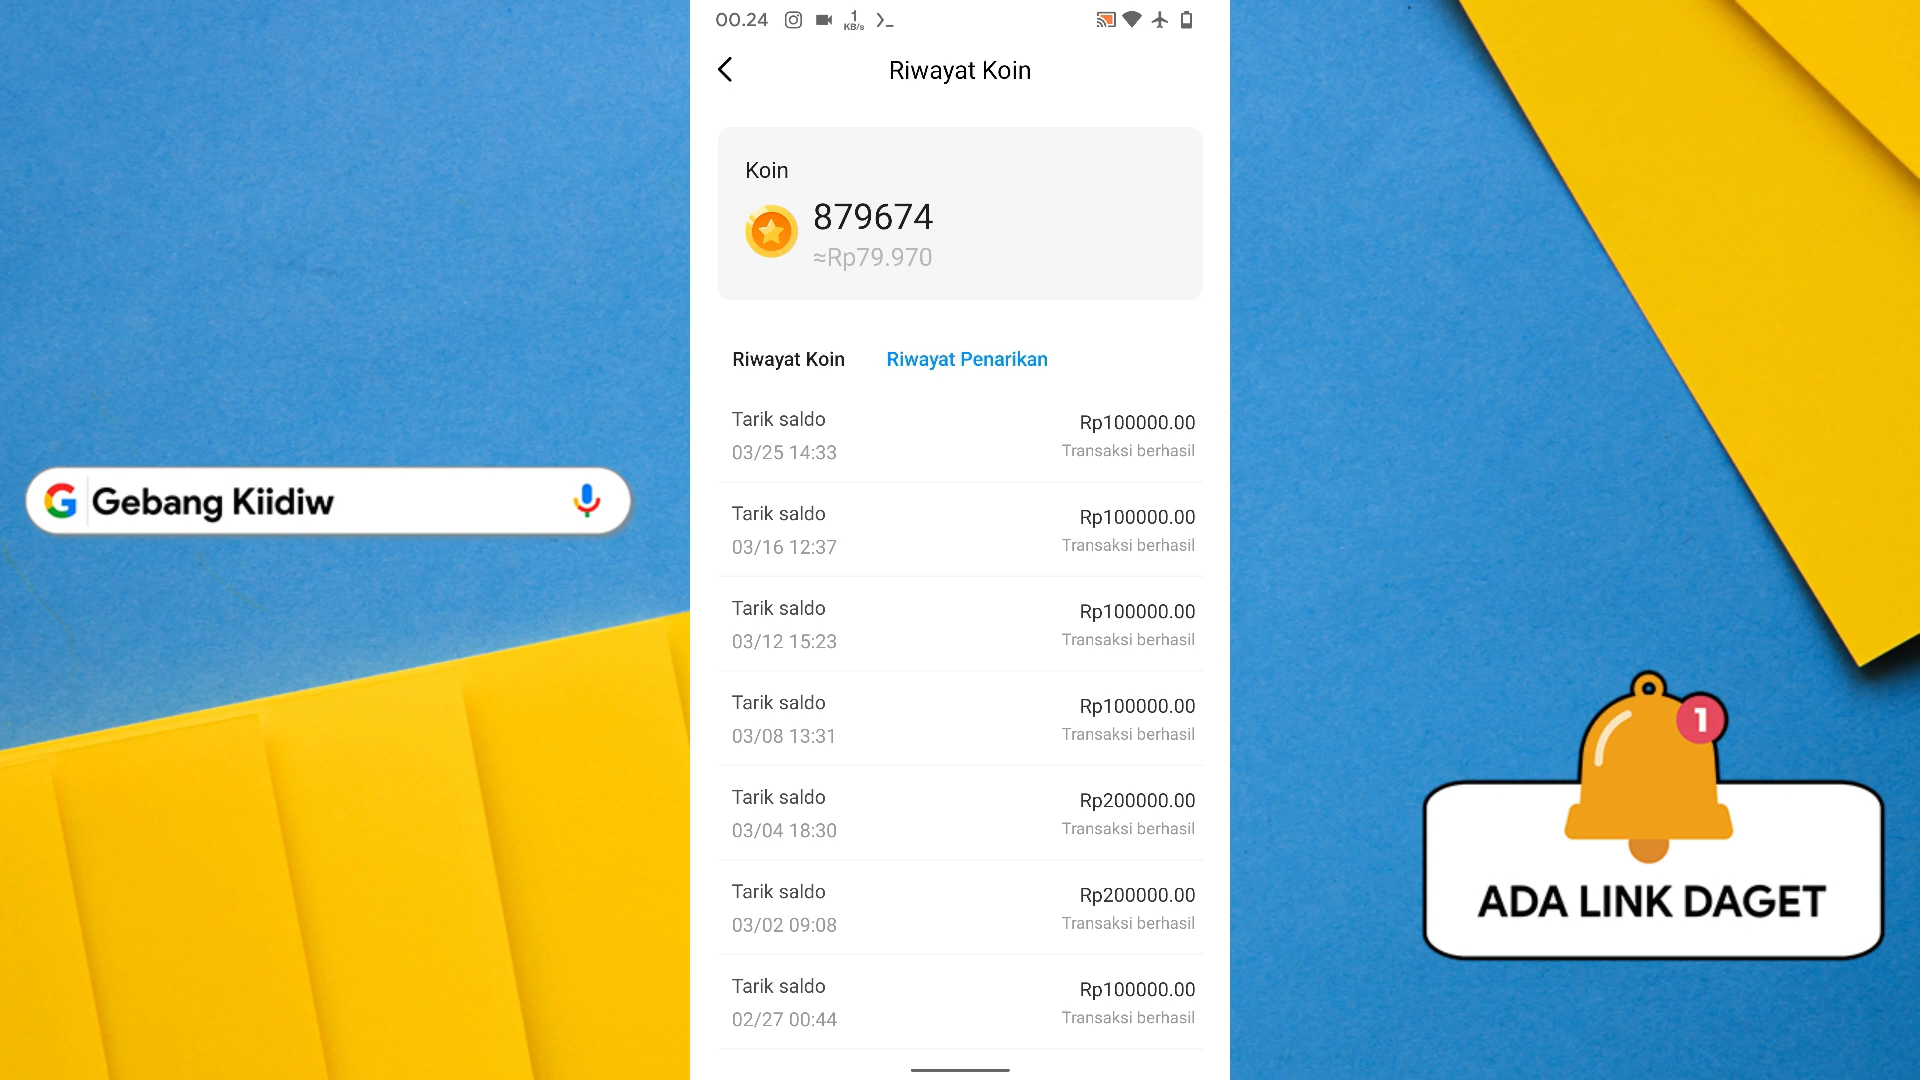 00.24
1
KB/s
Riwayat Koin
Koin
879674
≈Rp79.970
Riwayat Koin Riwayat Penarikan
Tarik saldo Rp100000.00
03/25 14:33 Transaksi berhasil
Tarik saldo Rp100000.00
03/16 12:37 Transaksi berhasil
Tarik saldo Rp100000.00
03/12 15:23 Transaksi berhasil
Tarik saldo Rp100000.00
03/08 13:31 Transaksi berhasil
Tarik saldo Rp200000.00
03/04 18:30 Transaksi berhasil
Tarik saldo Rp200000.00
03/02 09:08 Transaksi berhasil
Tarik saldo Rp100000.00
02/27 00:44 Transaksi berhasil
G Gebang Kiidiw
1
ADA LINK DAGET